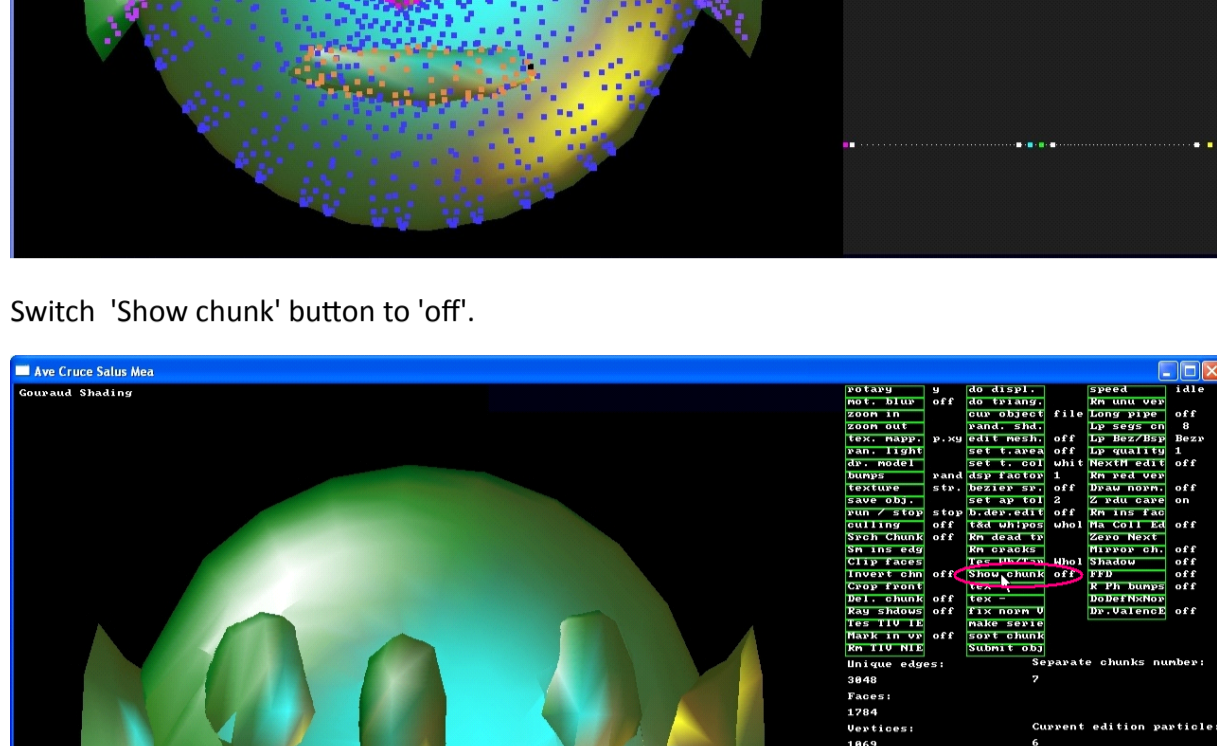 Switch 'Show chunk' button to 'off'.
Ave Cruce Salus Mea
Gouraud Shading
rotary y do displ. speed idle
mot. blur off do triang. Rm unu ver
zoom in cur object file Long pipe off
zoom out rand. shd. Lp segs cn 8
tex. mapp. p.xy edit mesh. off Lp Bez/Bsp Bezr
ran. light set t.area off Lp quality 1
dr. model set t. col whit NextM edit off
bumps rand dsp factor 1 Rm red ver
texture str. bezier sr. off Draw norm. off
save obj. set ap tol 2 Z rdu care on
run / stop stop b.der.edit off Rm ins fac
culling off t&d wh:pos whol Ma Coll Ed off
Srch Chunk off Rm dead tr Zero Next
Sm ins edg Rm cracks Mirror ch. off
Clip faces Tes Wh/Tar Whol Shadow off
Invert chn off Show chunk off FFD off
Crop front tex R Ph bumps off
Del. chunk off tex - DoDefNxNor
Ray shdows off fix norm V Dr.ValencE off
Tes TIV IE make serie
Mark in vr off sort chunk
Rm TIV NIE Submit obj
Unique edges: Separate chunks number:
3048 7
Faces:
1784
Vertices: Current edition particle:
1069 6